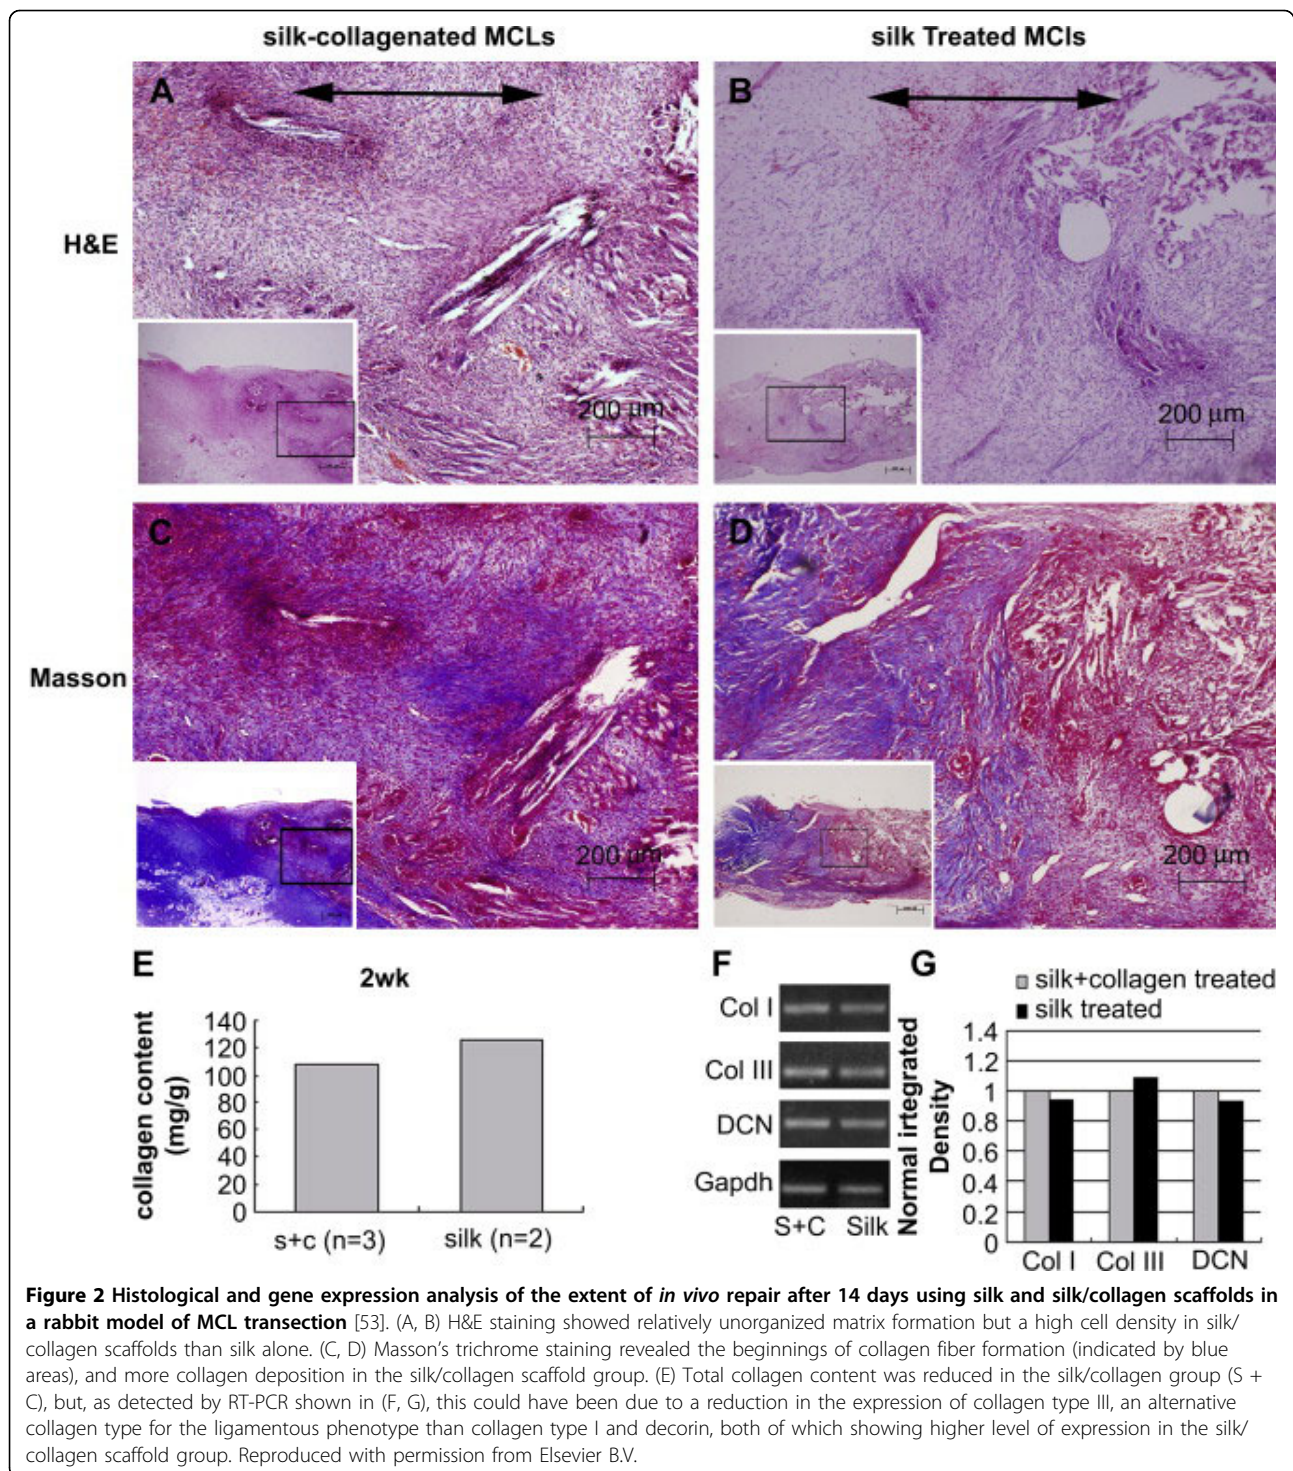 silk-collagenated MCLs
silk Treated MCls
A
B
H&E
200 µm
200 µm
C
D
Masson
200 µm
200 µm
E
2wk
collagen content
(mg/g)
140
120
100
80
60
40
20
0
s+c (n=3)
silk (n=2)
F
Col I
Col III
DCN
Gapdh
S+C
Silk
G
silk+collagen treated
silk treated
Normal irtegrated
Density
1.4
1.2
1
0.8
0.6
0.4
0.2
0
Col I
Col III
DCN
Figure 2 Histological and gene expression analysis of the extent of in vivo repair after 14 days using silk and silk/collagen scaffolds in
a rabbit model of MCL transection [53]. (A, B) H&E staining showed relatively unorganized matrix formation but a high cell density in silk/
collagen scaffolds than silk alone. (C, D) Masson's trichrome staining revealed the beginnings of collagen fiber formation (indicated by blue
areas), and more collagen deposition in the silk/collagen scaffold group. (E) Total collagen content was reduced in the silk/collagen group (S +
C), but, as detected by RT-PCR shown in (F, G), this could have been due to a reduction in the expression of collagen type III, an alternative
collagen type for the ligamentous phenotype than collagen type I and decorin, both of which showing higher level of expression in the silk/
collagen scaffold group. Reproduced with permission from Elsevier B.V.